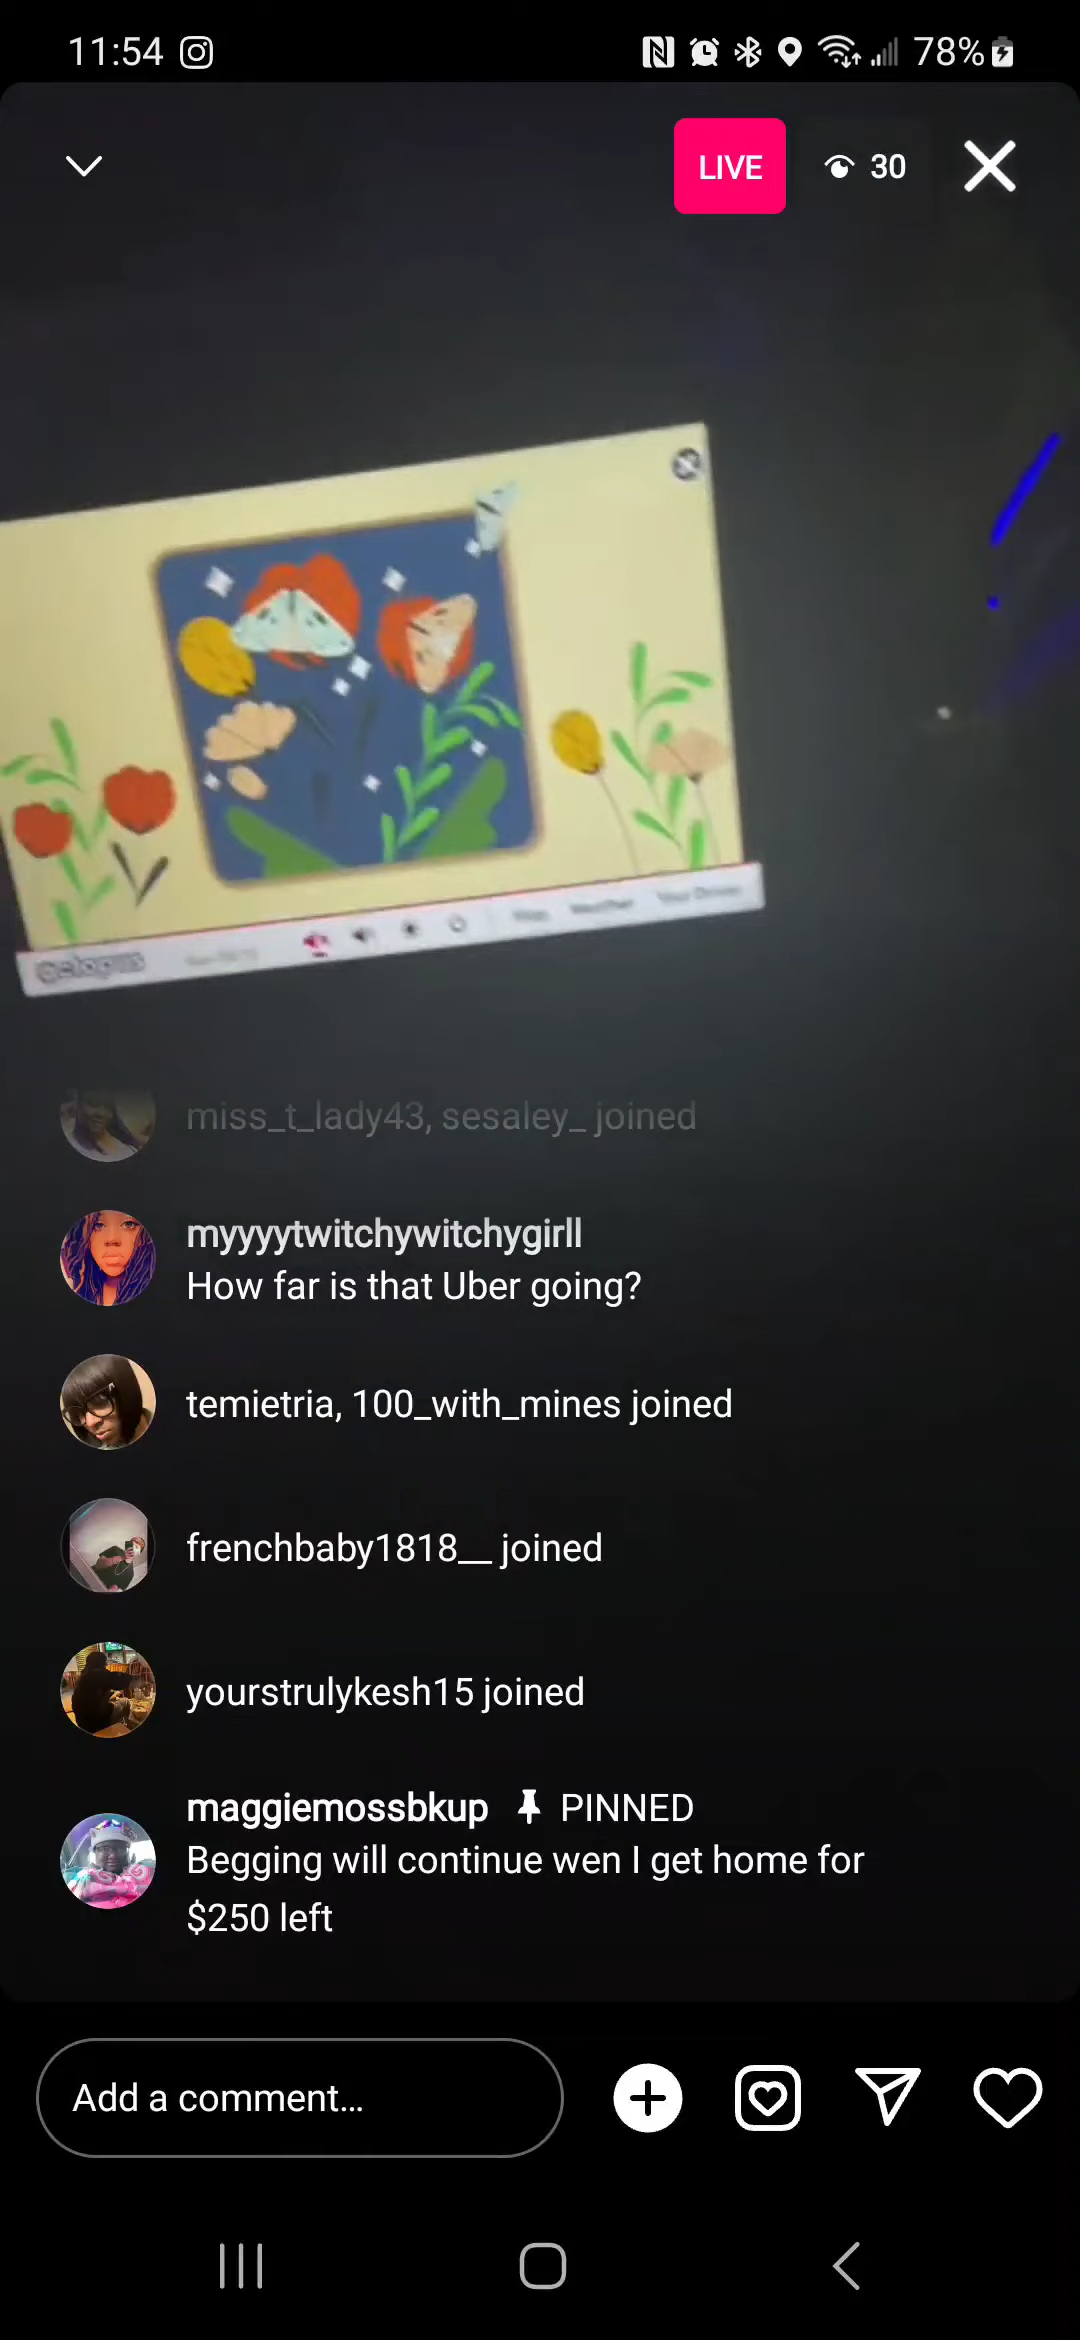 11:54
78%
LIVE
30
octopus
miss_t_lady43, sesaley_ joined
myyyytwitchywitchygirll
How far is that Uber going?
temietria, 100_with_mines joined
frenchbaby1818__ joined
yourstrulykesh15 joined
maggiemossbkup PINNED
Begging will continue wen I get home for
$250 left
Add a comment...